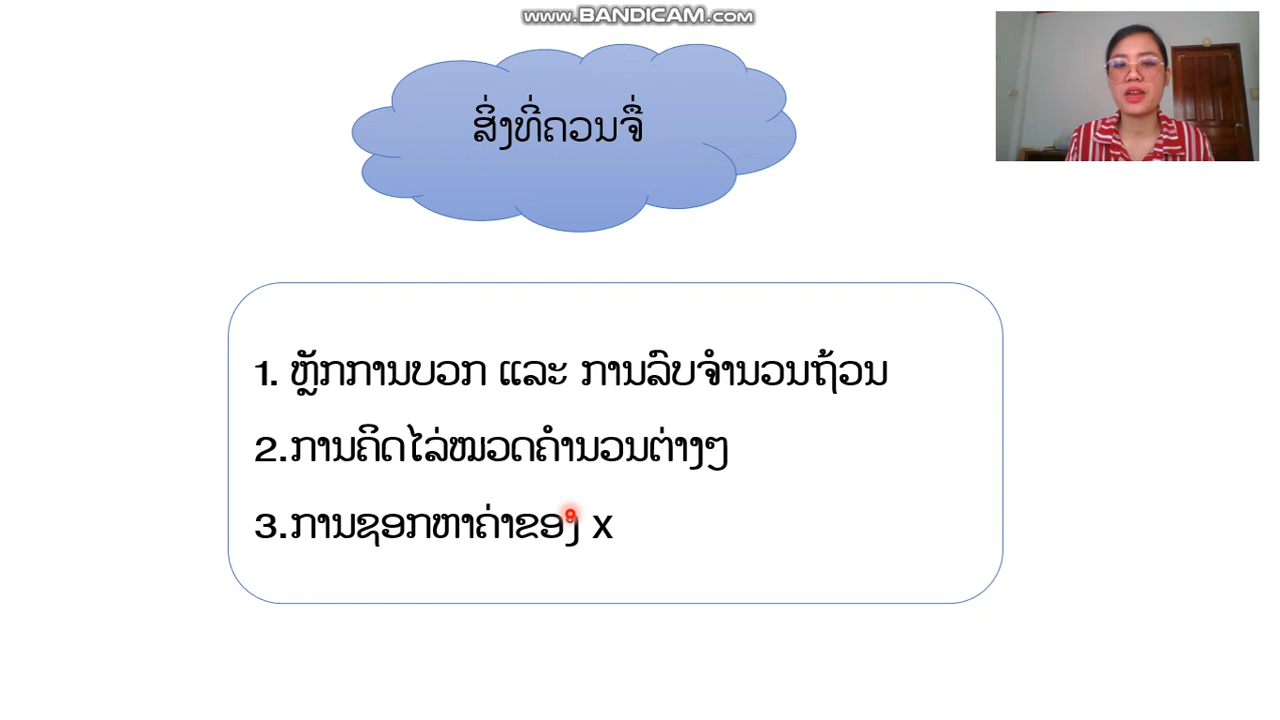 www.BANDICAM.com
ສິ່ງທີ່ຄວນຈື່
1. ຫຼັກການບວກ ແລະ ການລົບຈຳນວນຖ້ວນ
2.ການຄິດໄລ່ໝວດຄຳນວນຕ່າງໆ
3.ການຊອກຫາຄ່າຂອງ x